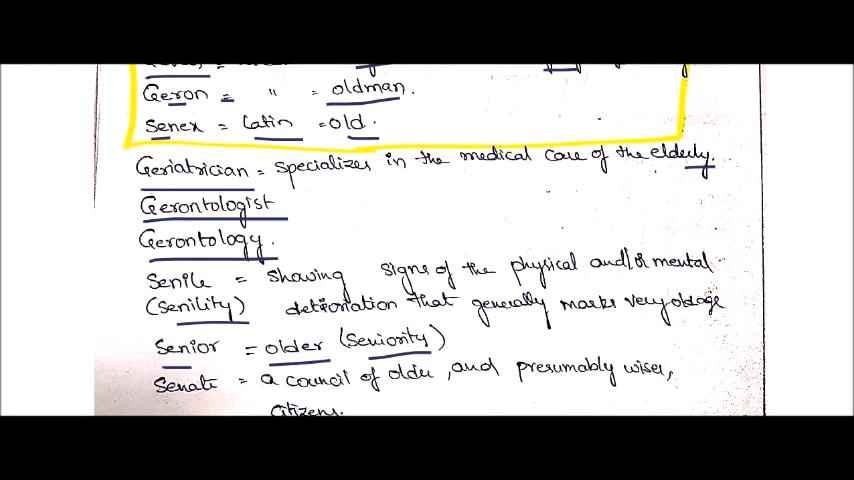 Geron = " = oldman.
Senex = Latin = old.
Geriatrician = specializes in the medical care of the elderly.
Gerontologist
Gerontology.
Senile = showing signs of the physical and/or mental
(Senility) deterioration that generally marks very old age
Senior = older (Seniority)
Senate = a council of older, and presumably wiser,
citizens.